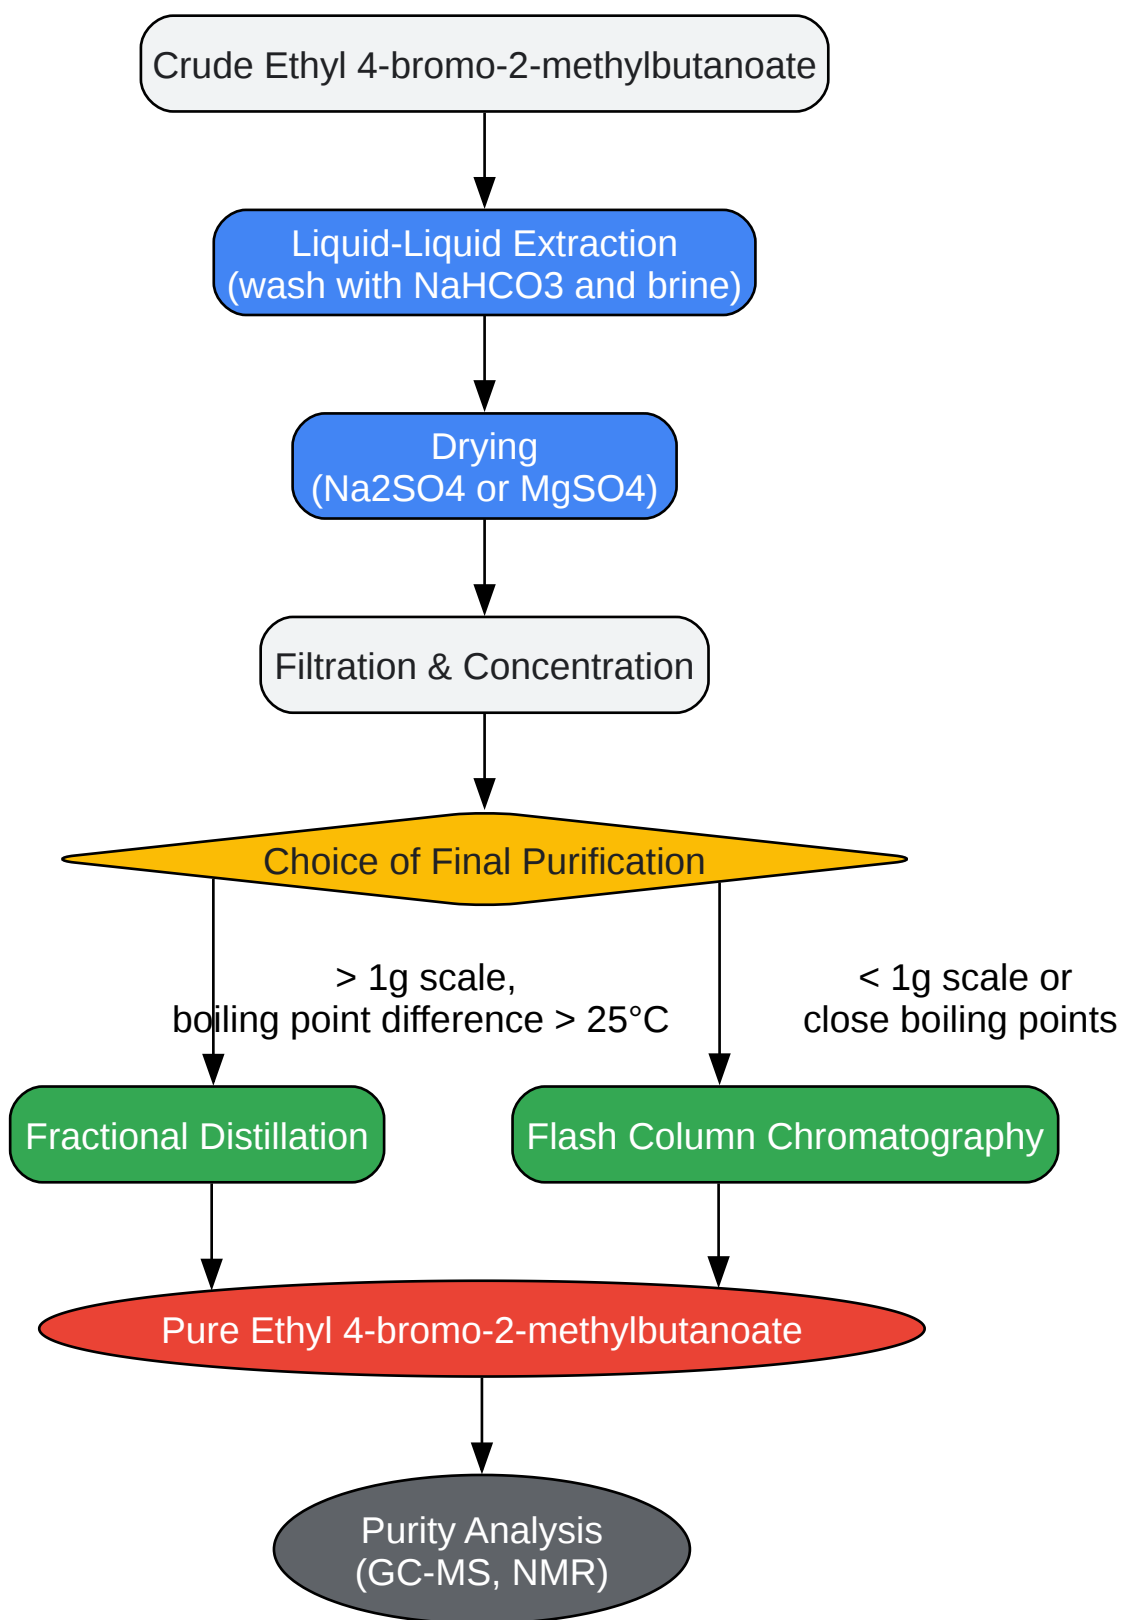 Crude Ethyl 4-bromo-2-methylbutanoate
Liquid-Liquid Extraction
(wash with NaHCO3 and brine)
Drying
(Na2SO4 or MgSO4)
Filtration & Concentration
Choice of Final Purification
> 1g scale,
boiling point difference > 25°C
< 1g scale or
close boiling points
Fractional Distillation
Flash Column Chromatography
Pure Ethyl 4-bromo-2-methylbutanoate
Purity Analysis
(GC-MS, NMR)